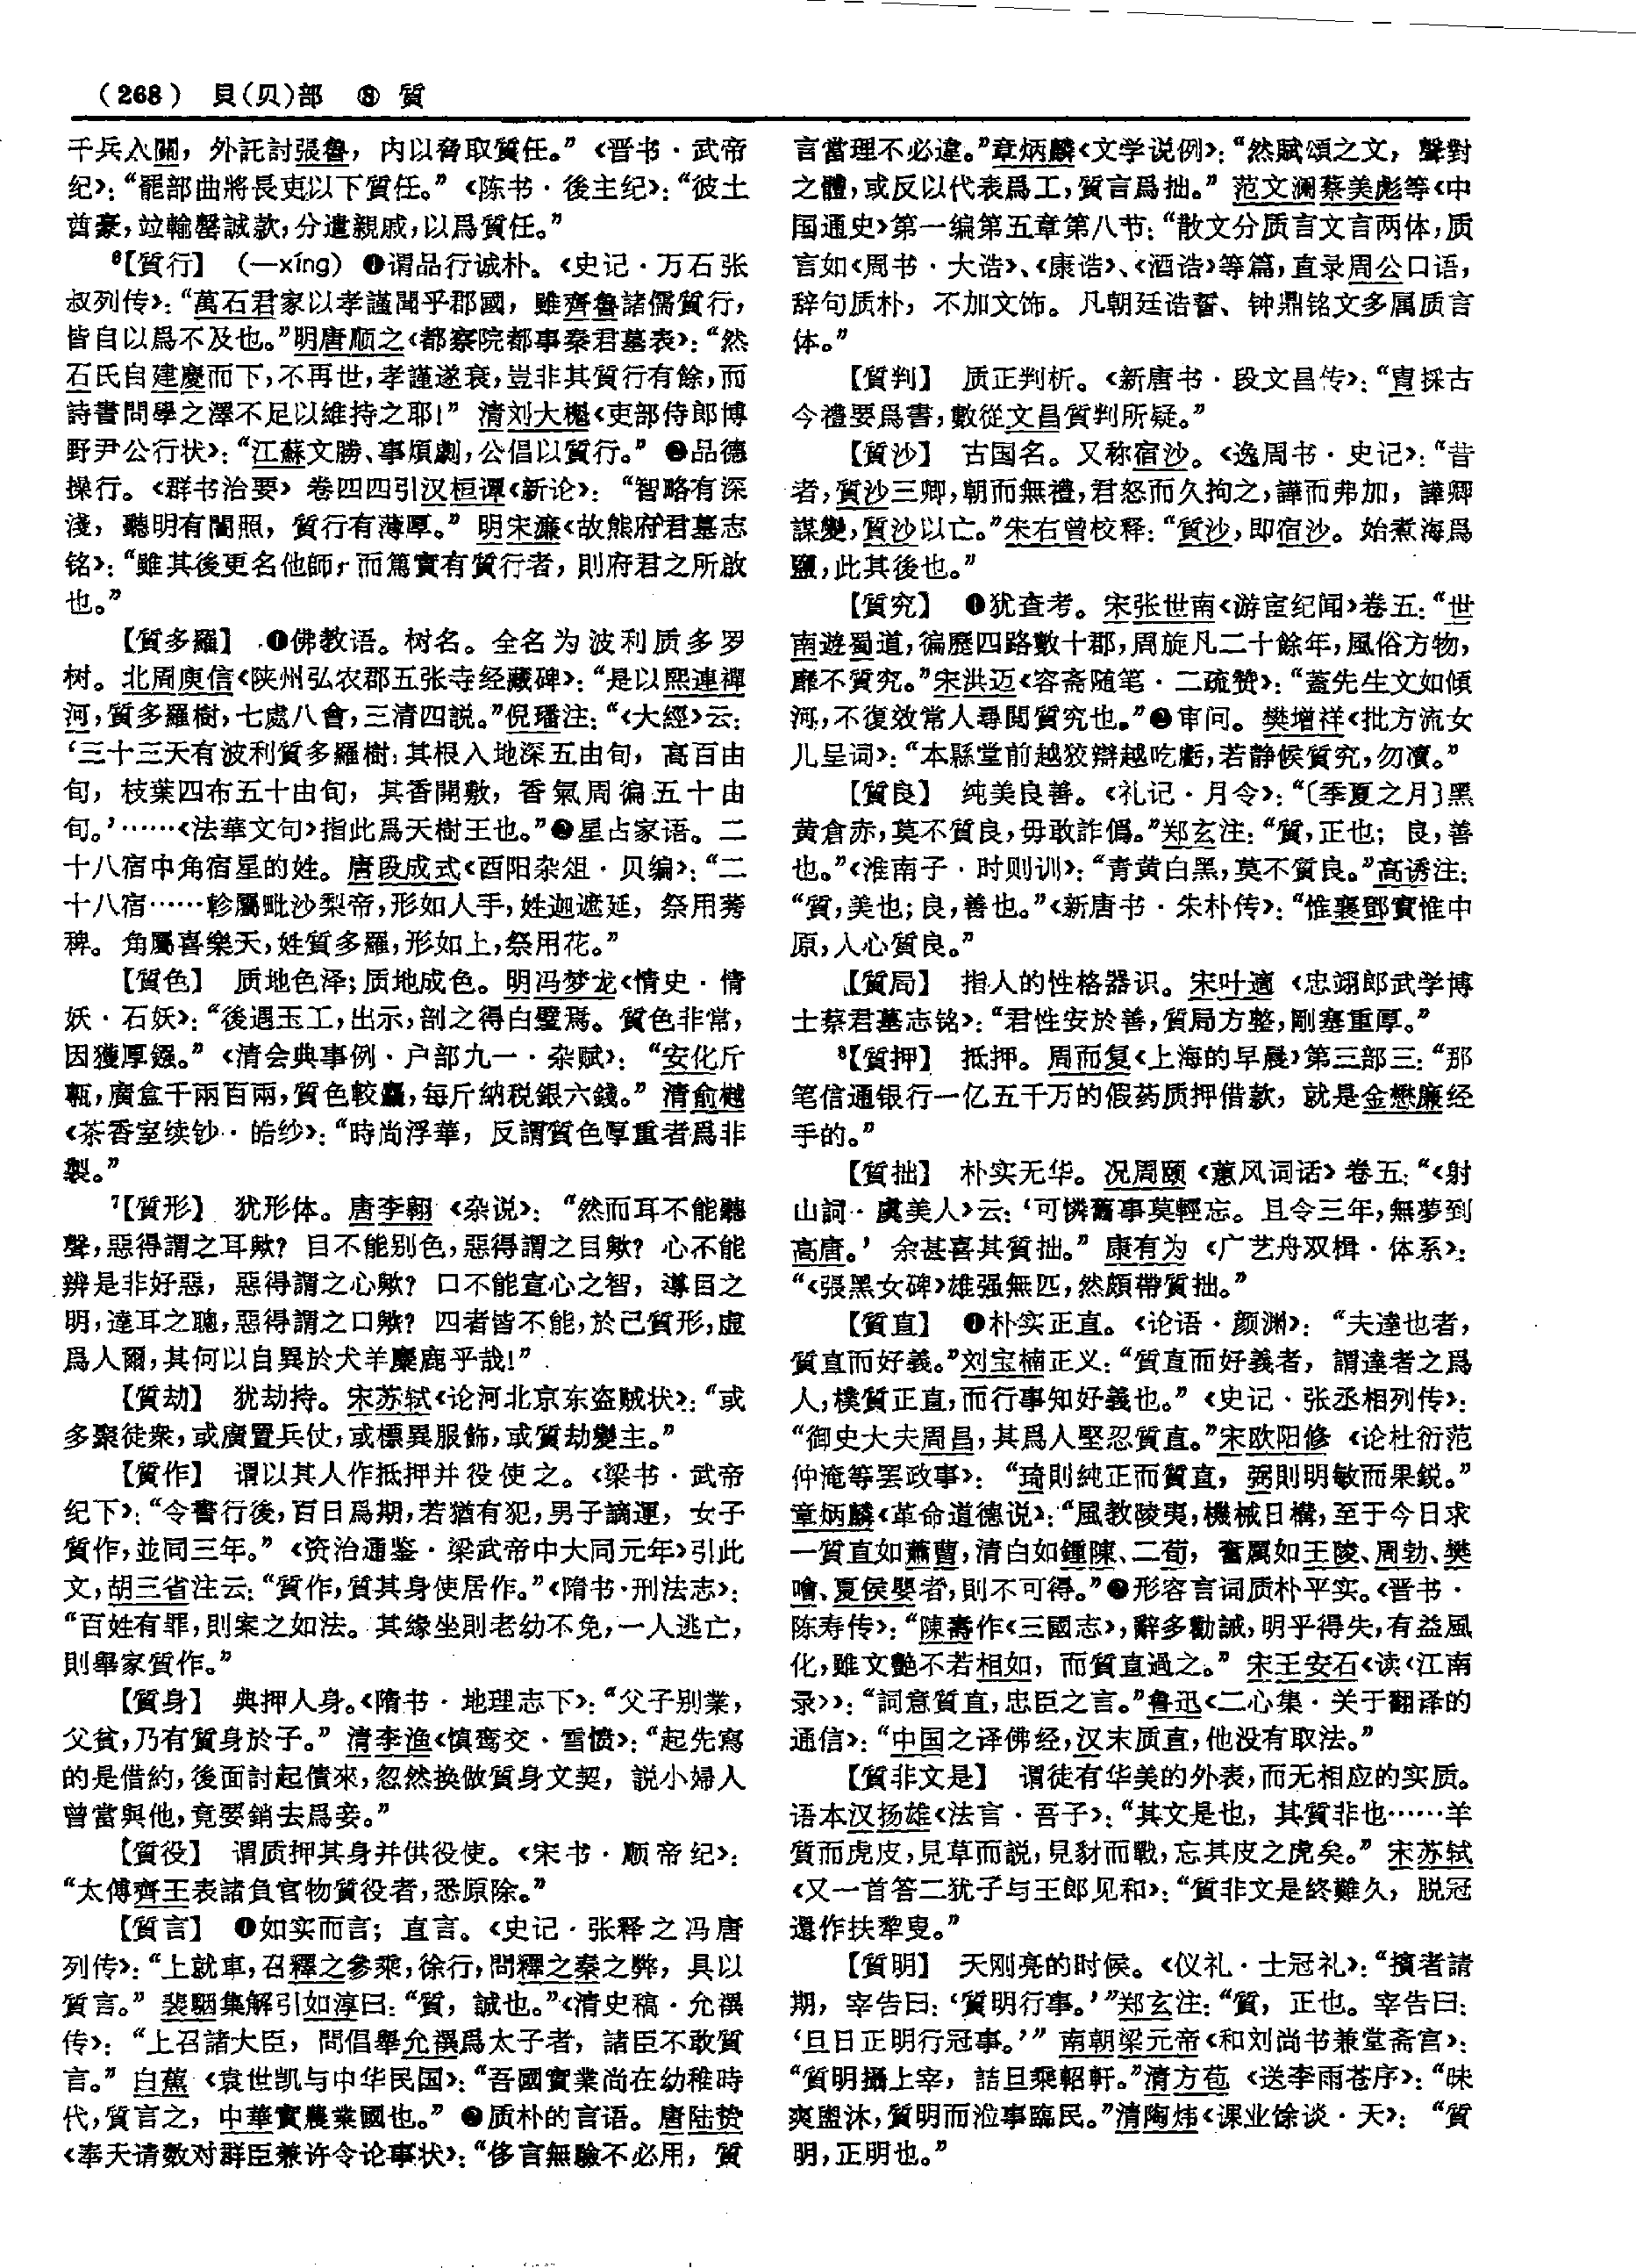 （268） 貝(贝)部 ⑧ 質
千兵入關，外託討張魯，内以脅取質任。”《晋书·武帝
纪》：“罷部曲將長吏以下質任。”《陈书·後主纪》：“彼土
酋豪，竝輸罄誠款，分遣親戚，以爲質任。”
⁶【質行】（—xíng）❶谓品行诚朴。《史记·万石张
叔列传》：“萬石君家以孝謹聞乎郡國，雖齊魯諸儒質行，
皆自以爲不及也。”明唐顺之《都察院都事秦君墓表》：“然
石氏自建慶而下，不再世，孝謹遂衰，豈非其質行有餘，而
詩書問學之澤不足以維持之耶！” 清刘大櫆《吏部侍郎博
野尹公行状》：“江蘇文勝、事煩劇，公倡以質行。”❷品德
操行。《群书治要》卷四四引汉桓谭《新论》：“智略有深
淺，聽明有闇照，質行有薄厚。” 明宋濂《故熊府君墓志
铭》：“雖其後更名他師，而篤實有質行者，則府君之所啟
也。”
【質多羅】 ❶佛教语。树名。全名为波利质多罗
树。北周庾信《陕州弘农郡五张寺经藏碑》：“是以熙連禪
河，質多羅樹，七處八會，三清四説。”倪璠注：“《大經》云：
‘三十三天有波利質多羅樹；其根入地深五由旬，高百由
旬，枝葉四布五十由旬，其香開敷，香氣周徧五十由
旬。’……《法華文句》指此爲天樹王也。”❷星占家语。二
十八宿中角宿星的姓。唐段成式《酉阳杂俎·贝编》：“二
十八宿……軫屬毗沙梨帝，形如人手，姓迦遮延，祭用莠
稗。角屬喜樂天，姓質多羅，形如上，祭用花。”
【質色】 质地色泽；质地成色。明冯梦龙《情史·情
妖·石妖》：“後遇玉工，出示，剖之得白璧焉。質色非常，
因獲厚鏹。”《清会典事例·户部九一·杂赋》：“安化斤
甎，廣盒千兩百兩，質色較麤，每斤納税銀六錢。” 清俞樾
《茶香室续钞·皓纱》：“時尚浮華，反謂質色厚重者爲非
製。”
⁷【質形】 犹形体。唐李翱《杂说》：“然而耳不能聽
聲，惡得謂之耳歟？目不能别色，惡得謂之目歟？心不能
辨是非好惡，惡得謂之心歟？口不能宣心之智，導目之
明，達耳之聰，惡得謂之口歟？四者皆不能，於己質形，虚
爲人爾，其何以自異於犬羊麋鹿乎哉！”
【質劫】 犹劫持。宋苏轼《论河北京东盗贼状》：“或
多聚徒衆，或廣置兵仗，或標異服飾，或質劫變主。”
【質作】 谓以其人作抵押并役使之。《梁书·武帝
纪下》：“令書行後，百日爲期，若猶有犯，男子謫運，女子
質作，並同三年。”《资治通鉴·梁武帝中大同元年》引此
文，胡三省注云：“質作，質其身使居作。”《隋书·刑法志》：
“百姓有罪，則案之如法。其緣坐則老幼不免，一人逃亡，
則舉家質作。”
【質身】 典押人身。《隋书·地理志下》：“父子别業，
父貧，乃有質身於子。” 清李渔《慎鸾交·雪愤》：“起先寫
的是借約，後面討起債來，忽然换做質身文契，説小婦人
曾當與他，竟要銷去爲妾。”
【質役】 谓质押其身并供役使。《宋书·顺帝纪》：
“太傅齊王表諸負官物質役者，悉原除。”
【質言】 ❶如实而言；直言。《史记·张释之冯唐
列传》：“上就車，召釋之參乘，徐行，問釋之秦之弊，具以
質言。” 裴駰集解引如淳曰：“質，誠也。”《清史稿·允禩
传》：“上召諸大臣，問倡舉允禩爲太子者，諸臣不敢質
言。” 白蕉《袁世凯与中华民国》：“吾國實業尚在幼稚時
代，質言之，中華實農業國也。”❷质朴的言语。唐陆贽
《奉天请数对群臣兼许令论事状》：“侈言無驗不必用，質
言當理不必違。”章炳麟《文学说例》：“然賦頌之文，聲對
之體，或反以代表爲工，質言爲拙。” 范文澜蔡美彪等《中
国通史》第一编第五章第八节：“散文分质言文言两体，质
言如《周书·大诰》、《康诰》、《酒诰》等篇，直录周公口语，
辞句质朴，不加文饰。凡朝廷诰誓、钟鼎铭文多属质言
体。”
【質判】 质正判析。《新唐书·段文昌传》：“胄採古
今禮要爲書，數從文昌質判所疑。”
【質沙】 古国名。又称宿沙。《逸周书·史记》：“昔
者，質沙三卿，朝而無禮，君怒而久拘之，譁而弗加，譁卿
謀變，質沙以亡。”朱右曾校释：“質沙，即宿沙。始煮海爲
鹽，此其後也。”
【質究】 ❶犹查考。宋张世南《游宦纪闻》卷五：“世
南遊蜀道，徧歷四路數十郡，周旋凡二十餘年，風俗方物，
靡不質究。”宋洪迈《容斋随笔·二疏赞》：“蓋先生文如傾
河，不復效常人尋閲質究也。”❷审问。樊增祥《批方流女
儿呈词》：“本縣堂前越狡辯越吃虧，若静候質究，勿凟。”
【質良】 纯美良善。《礼记·月令》：“〔季夏之月〕黑
黄倉赤，莫不質良，毋敢詐僞。”郑玄注：“質，正也；良，善
也。”《淮南子·时则训》：“青黄白黑，莫不質良。”高诱注：
“質，美也；良，善也。”《新唐书·朱朴传》：“惟襄鄧實惟中
原，人心質良。”
【質局】 指人的性格器识。宋叶適《忠翊郎武学博
士蔡君墓志铭》：“君性安於善，質局方整，剛塞重厚。”
⁸【質押】 抵押。周而复《上海的早晨》第三部三：“那
笔信通银行一亿五千万的假药质押借款，就是金懋廉经
手的。”
【質拙】 朴实无华。况周颐《蕙风词话》卷五：“《射
山詞·虞美人》云：‘可憐舊事莫輕忘。且令三年，無夢到
高唐。’余甚喜其質拙。” 康有为《广艺舟双楫·体系》：
“《張黑女碑》雄强無匹，然頗帶質拙。”
【質直】 ❶朴实正直。《论语·颜渊》：“夫達也者，
質直而好義。”刘宝楠正义：“質直而好義者，謂達者之爲
人，樸質正直，而行事知好義也。”《史记·张丞相列传》：
“御史大夫周昌，其爲人堅忍質直。”宋欧阳修《论杜衍范
仲淹等罢政事》：“琦則純正而質直，弼則明敏而果鋭。”
章炳麟《革命道德说》：“風教陵夷，機械日構，至于今日求
一質直如蕭曹，清白如鍾陳、二荀，奮厲如王陵、周勃、樊
噲、夏侯嬰者，則不可得。”❷形容言词质朴平实。《晋书·
陈寿传》：“陳壽作《三國志》，辭多勸誡，明乎得失，有益風
化，雖文艷不若相如，而質直過之。” 宋王安石《读〈江南
录〉》：“詞意質直，忠臣之言。”鲁迅《二心集·关于翻译的
通信》：“中国之译佛经，汉末质直，他没有取法。”
【質非文是】 谓徒有华美的外表，而无相应的实质。
语本汉扬雄《法言·吾子》：“其文是也，其質非也……羊
質而虎皮，見草而説，見豺而戰，忘其皮之虎矣。” 宋苏轼
《又一首答二犹子与王郎见和》：“質非文是終難久，脱冠
還作扶犂叟。”
【質明】 天刚亮的时候。《仪礼·士冠礼》：“擯者請
期，宰告曰：‘質明行事。’”郑玄注：“質，正也。宰告曰：
‘旦日正明行冠事。’” 南朝梁元帝《和刘尚书兼堂斋宫》：
“質明攝上宰，詰旦乘軺軒。”清方苞《送李雨苍序》：“昧
爽盥沐，質明而涖事臨民。”清陶炜《课业馀谈·天》：“質
明，正明也。”